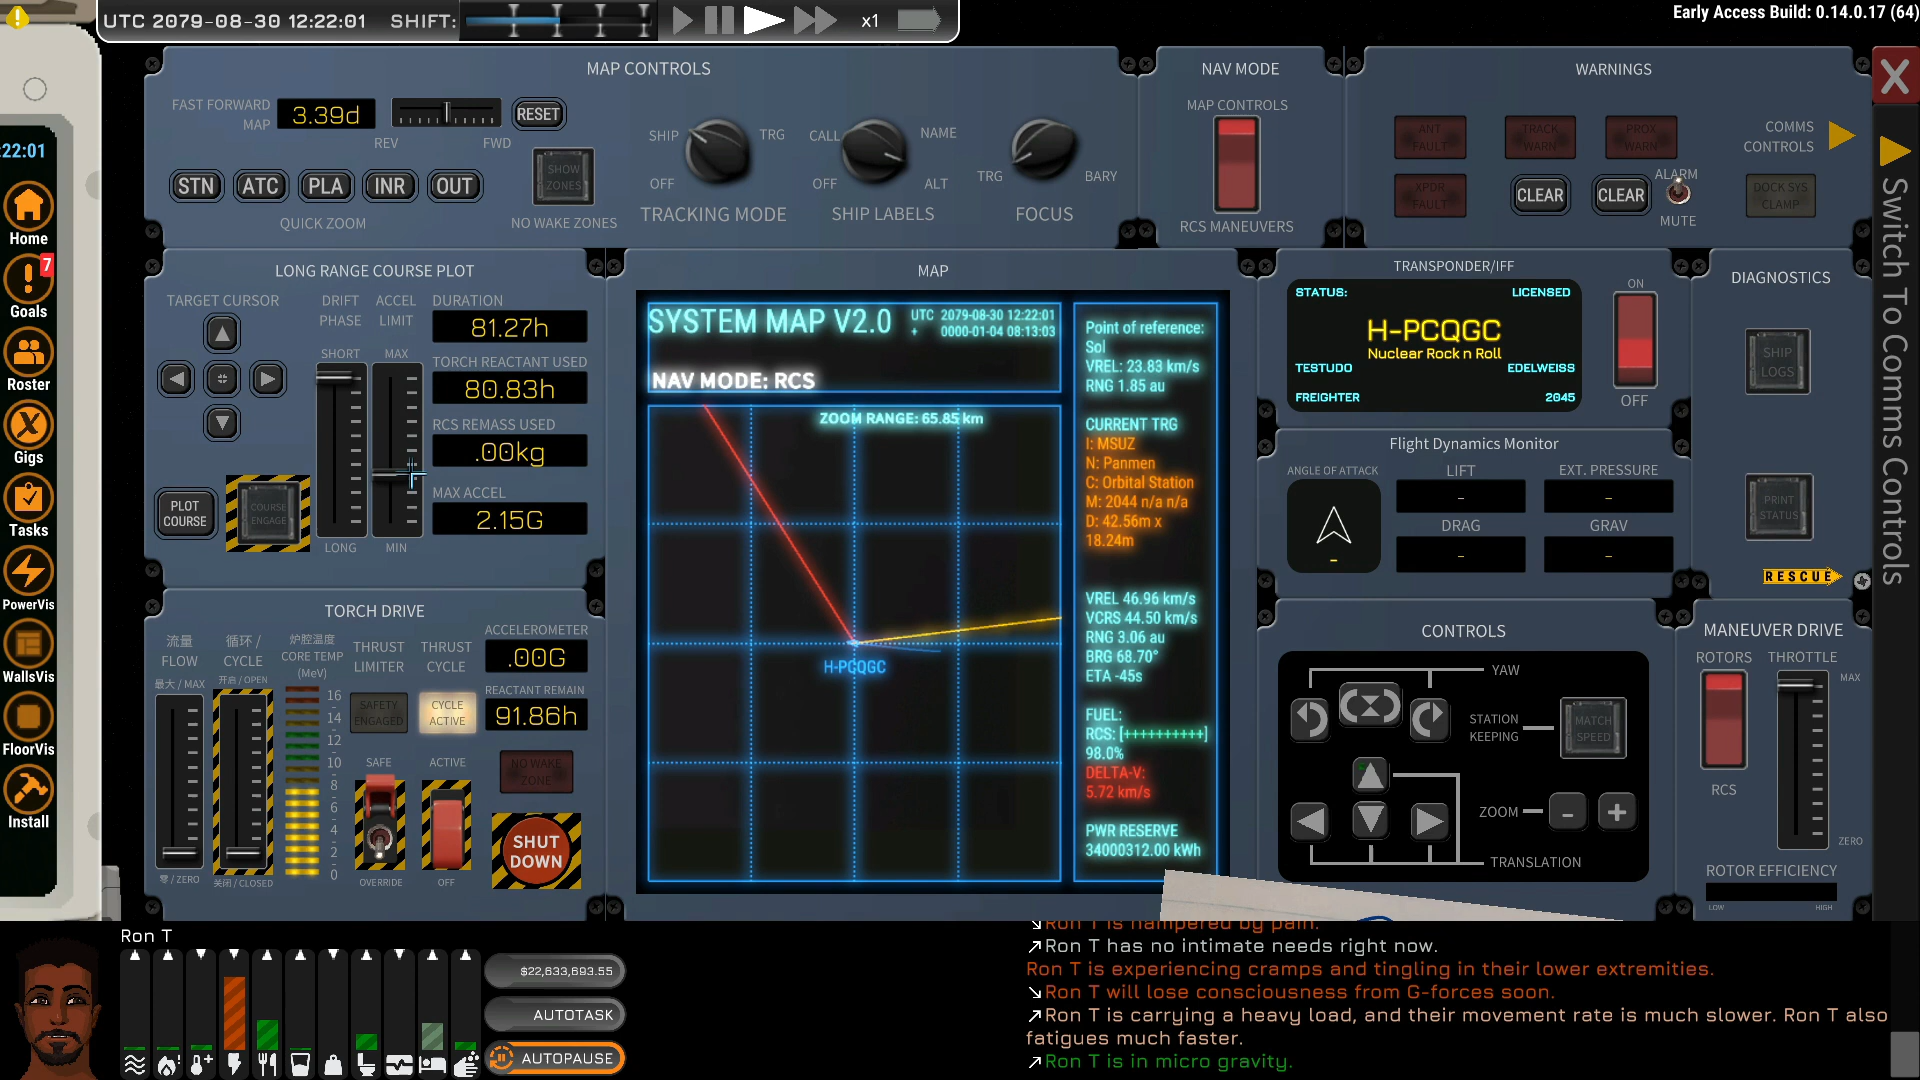 UTC 2079-08-30 12:22:01 SHIFT:
x1
Early Access Build: 0.14.0.17 (64)
MAP CONTROLS
FAST FORWARD
MAP
3.39d
REV
FWD
RESET
STN
ATC
PLA
INR
OUT
QUICK ZOOM
SHOW
ZONES
NO WAKE ZONES
SHIP
TRG
OFF
TRACKING MODE
CALL
NAME
OFF
ALT
SHIP LABELS
TRG
BARY
FOCUS
NAV MODE
MAP CONTROLS
RCS MANEUVERS
WARNINGS
ANT
FAULT
TRACK
WARN
PROX
WARN
XPDR
FAULT
CLEAR
CLEAR
ALARM
MUTE
COMMS
CONTROLS
DOCK SYS
CLAMP
Switch To Comms Controls
:22:01
Home
7
Goals
Roster
Gigs
Tasks
PowerVis
WallsVis
FloorVis
Install
LONG RANGE COURSE PLOT
TARGET CURSOR
DRIFT
PHASE
ACCEL
LIMIT
SHORT
MAX
LONG
MIN
DURATION
81.27h
TORCH REACTANT USED
80.83h
RCS REMASS USED
.00kg
MAX ACCEL
2.15G
PLOT
COURSE
COURSE
ENGAGE
TORCH DRIVE
流量
FLOW
最大 / MAX
零 / ZERO
循环 /
CYCLE
开启 / OPEN
关闭 / CLOSED
炉腔温度
CORE TEMP
(MeV)
16
14
12
10
8
6
4
2
0
THRUST
LIMITER
SAFETY
ENGAGED
SAFE
OVERRIDE
THRUST
CYCLE
CYCLE
ACTIVE
ACTIVE
OFF
ACCELEROMETER
.00G
REACTANT REMAIN
91.86h
NO WAKE
ZONE
SHUT
DOWN
MAP
SYSTEM MAP V2.0
UTC 2079-08-30 12:22:01
+ 0000-01-04 08:13:03
NAV MODE: RCS
ZOOM RANGE: 65.85 km
H-PCQGC
Point of reference:
Sol
VREL: 23.83 km/s
RNG 1.85 au
CURRENT TRG
I: MSUZ
N: Panmen
C: Orbital Station
M: 2044 n/a n/a
D: 42.56m x
18.24m
VREL 46.96 km/s
VCRS 44.50 km/s
RNG 3.06 au
BRG 68.70°
ETA -45s
FUEL:
RCS: [++++++++++]
98.0%
DELTA-V:
5.72 km/s
PWR RESERVE
34000312.00 kWh
TRANSPONDER/IFF
STATUS:
LICENSED
H-PCQGC
Nuclear Rock n Roll
TESTUDO
EDELWEISS
FREIGHTER
2045
ON
OFF
Flight Dynamics Monitor
ANGLE OF ATTACK
-
LIFT
-
EXT. PRESSURE
-
DRAG
-
GRAV
-
DIAGNOSTICS
SHIP
LOGS
PRINT
STATUS
RESCUE
CONTROLS
YAW
STATION
KEEPING
MATCH
SPEED
ZOOM
-
+
TRANSLATION
MANEUVER DRIVE
ROTORS
THROTTLE
MAX
RCS
ZERO
ROTOR EFFICIENCY
LOW
HIGH
Ron T
$22,633,693.55
AUTOTASK
AUTOPAUSE
Ron T is hampered by pain.
Ron T has no intimate needs right now.
Ron T is experiencing cramps and tingling in their lower extremities.
Ron T will lose consciousness from G-forces soon.
Ron T is carrying a heavy load, and their movement rate is much slower. Ron T also
fatigues much faster.
Ron T is in micro gravity.